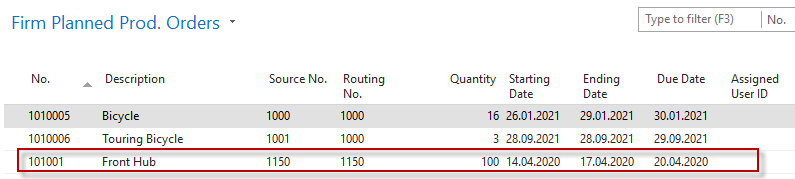 Firm Planned Prod. Orders
Type to filter (F3) No.
No. Description Source No. Routing No. Quantity Starting Date Ending Date Due Date Assigned User ID
1010005 Bicycle 1000 1000 16 26.01.2021 29.01.2021 30.01.2021
1010006 Touring Bicycle 1001 1000 3 28.09.2021 28.09.2021 29.09.2021
101001 Front Hub 1150 1150 100 14.04.2020 17.04.2020 20.04.2020